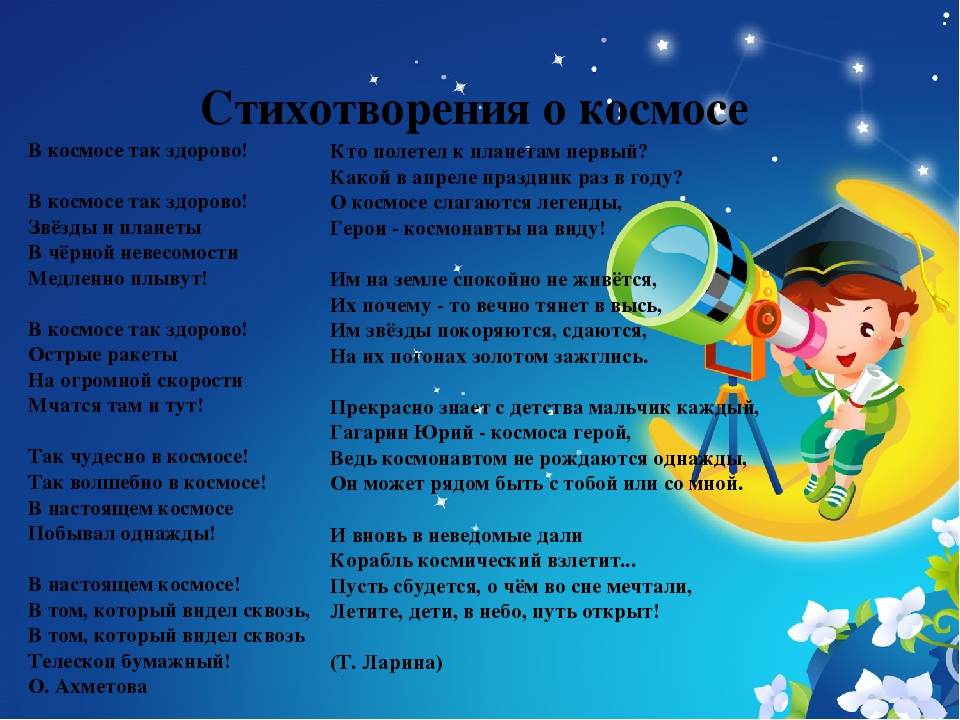 Стихотворения о космосе
В космосе так здорово!
В космосе так здорово!
Звёзды и планеты
В чёрной невесомости
Медленно плывут!
В космосе так здорово!
Острые ракеты
На огромной скорости
Мчатся там и тут!
Так чудесно в космосе!
Так волшебно в космосе!
В настоящем космосе
Побывал однажды!
В настоящем космосе!
В том, который видел сквозь,
В том, который видел сквозь
Телескоп бумажный!
О. Ахметова
Кто полетел к планетам первый?
Какой в апреле праздник раз в году?
О космосе слагаются легенды,
Герои - космонавты на виду!
Им на земле спокойно не живётся,
Их почему - то вечно тянет в высь,
Им звёзды покоряются, сдаются,
На их погонах золотом зажглись.
Прекрасно знает с детства мальчик каждый,
Гагарин Юрий - космоса герой,
Ведь космонавтом не рождаются однажды,
Он может рядом быть с тобой или со мной.
И вновь в неведомые дали
Корабль космический взлетит...
Пусть сбудется, о чём во сне мечтали,
Летите, дети, в небо, путь открыт!
(Т. Ларина)